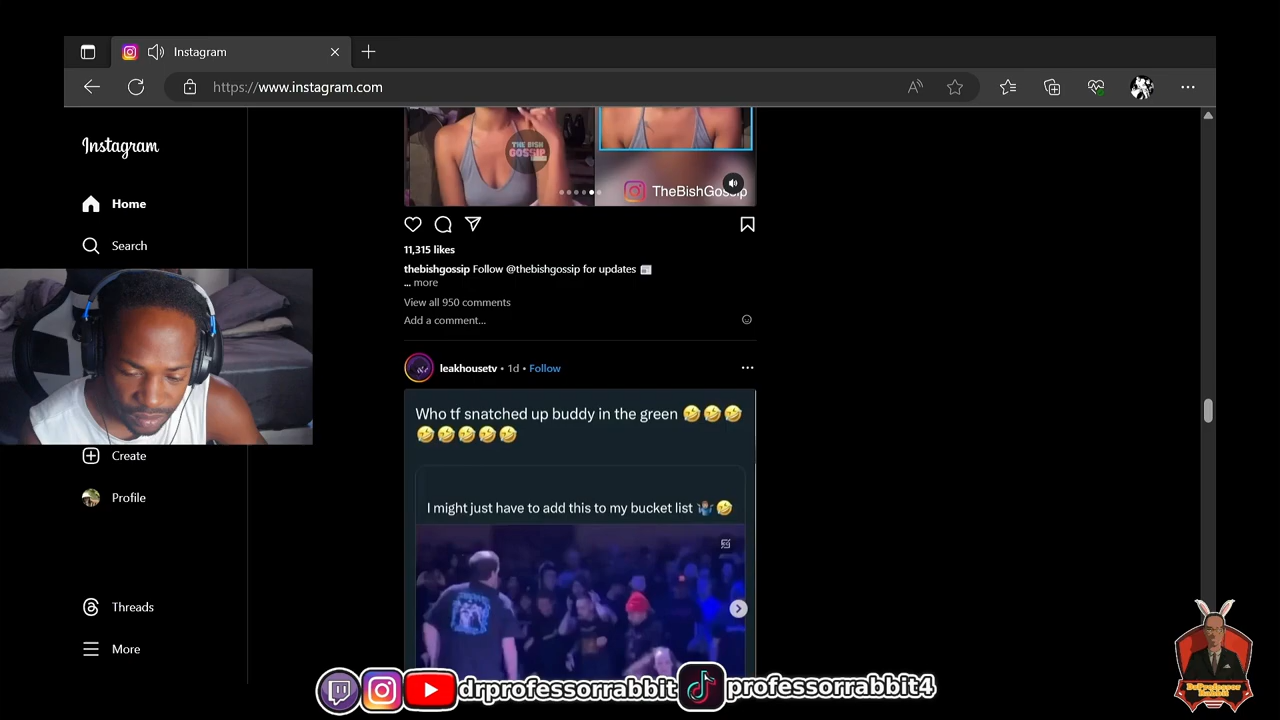 Instagram
https://www.instagram.com
Instagram
Home
Search
Create
Profile
Threads
More
THE BISH
GOSSIP
TheBishGossip
11,315 likes
thebishgossip Follow @thebishgossip for updates 📰
... more
View all 950 comments
Add a comment...
leakhousetv • 1d • Follow
Who tf snatched up buddy in the green 🤣🤣🤣
🤣🤣🤣🤣🤣
I might just have to add this to my bucket list 🤷🏽‍♂️🤣
drprofessorrabbit professorrabbit4
DrProfessor
Rabbit